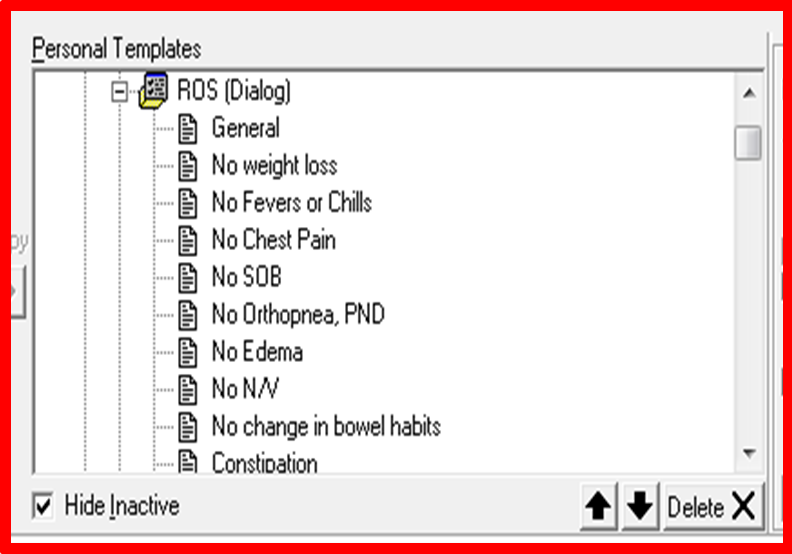 Personal Templates
ROS (Dialog)
General
No weight loss
No Fevers or Chills
No Chest Pain
No SOB
No Orthopnea, PND
No Edema
No N/V
No change in bowel habits
Constipation
Hide Inactive
Delete